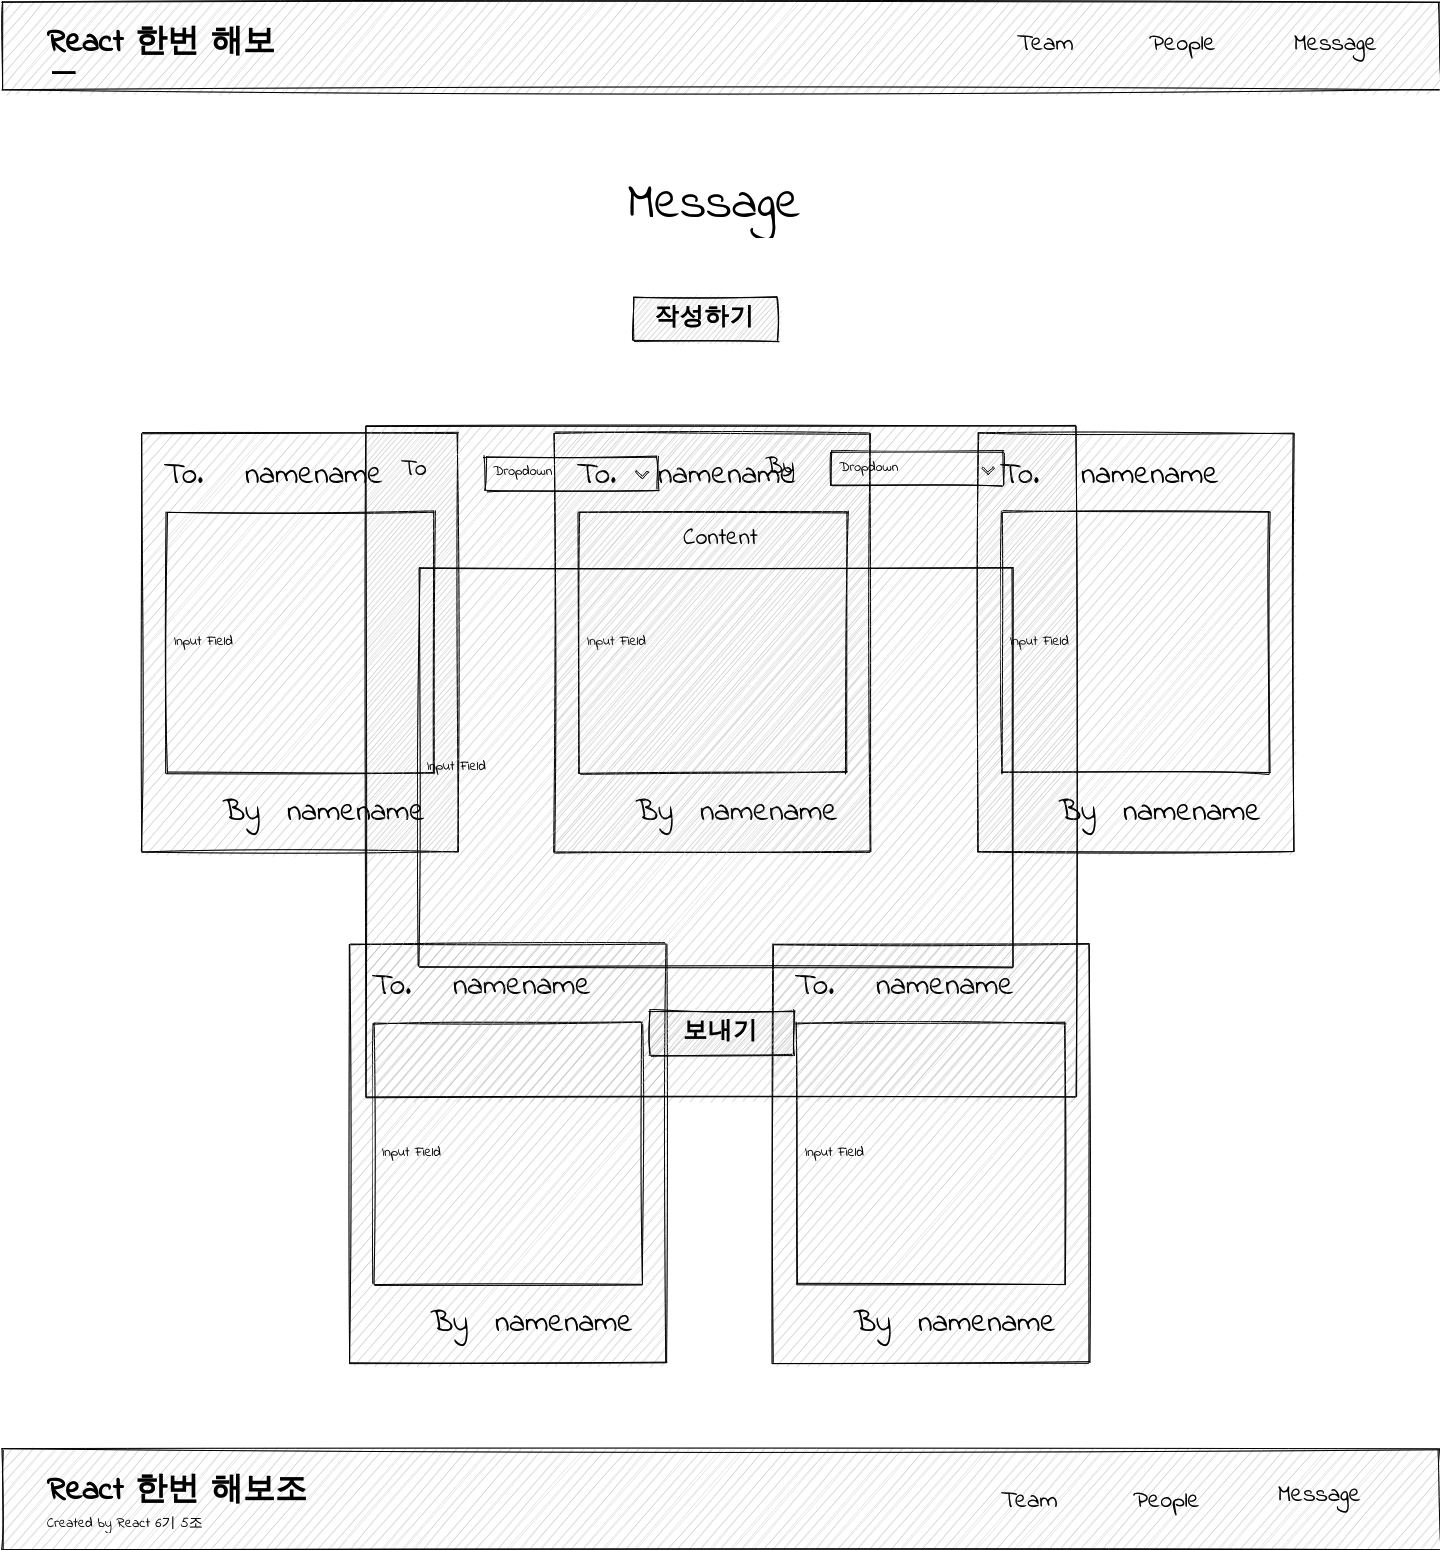 React 한번 해보
Team People Message
Message
작성하기
To. namename
To
Dropdown
To. namename
By
Dropdown
To. namename
Content
Input Field
Input Field
Input Field
Input Field
By namename
By namename
By namename
To. namename
To. namename
보내기
Input Field
Input Field
By namename
By namename
React 한번 해보조
Team People Message
Created by React 6기 5조